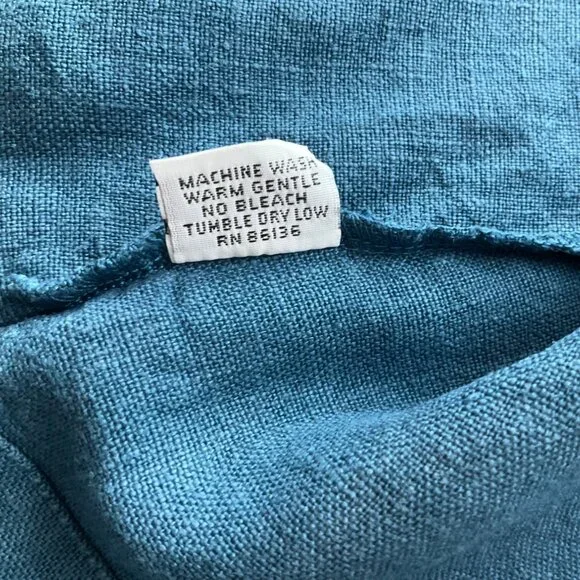 MACHINE WASH
WARM GENTLE
NO BLEACH
TUMBLE DRY LOW
RN 86136